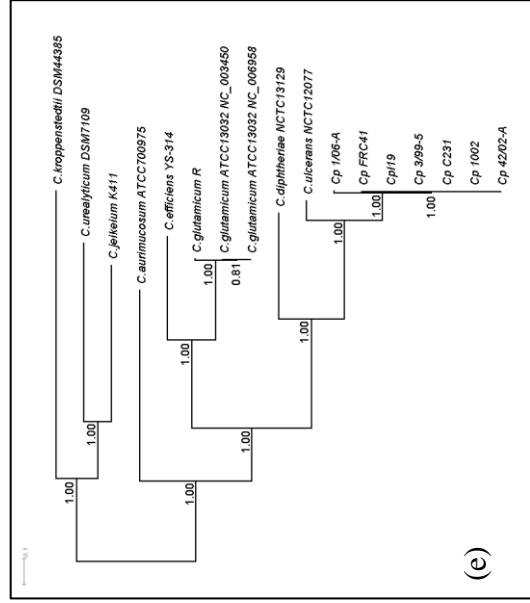 C.kroppenstedtii DSM44385
1.00
C.urealyticum DSM7109
1.00
C.jeikeium K411
C.aurimucosum ATCC700975
1.00
C.efficiens YS-314
1.00
C.glutamicum R
1.00
C.glutamicum ATCC13032 NC_003450
0.81
C.glutamicum ATCC13032 NC_006958
1.00
C.diphtheriae NCTC13129
1.00
C.ulcerans NCTC12077
1.00
Cp 1/06-A
Cp FRC41
CpI19
1.00
Cp 3/99-5
1.00
Cp C231
Cp 1002
Cp 42/02-A
(e)